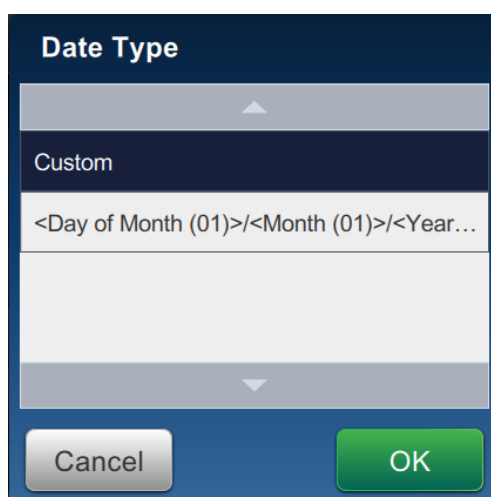 Date Type
Custom
<Day of Month (01)>/<Month (01)>/<Year…
Cancel
OK